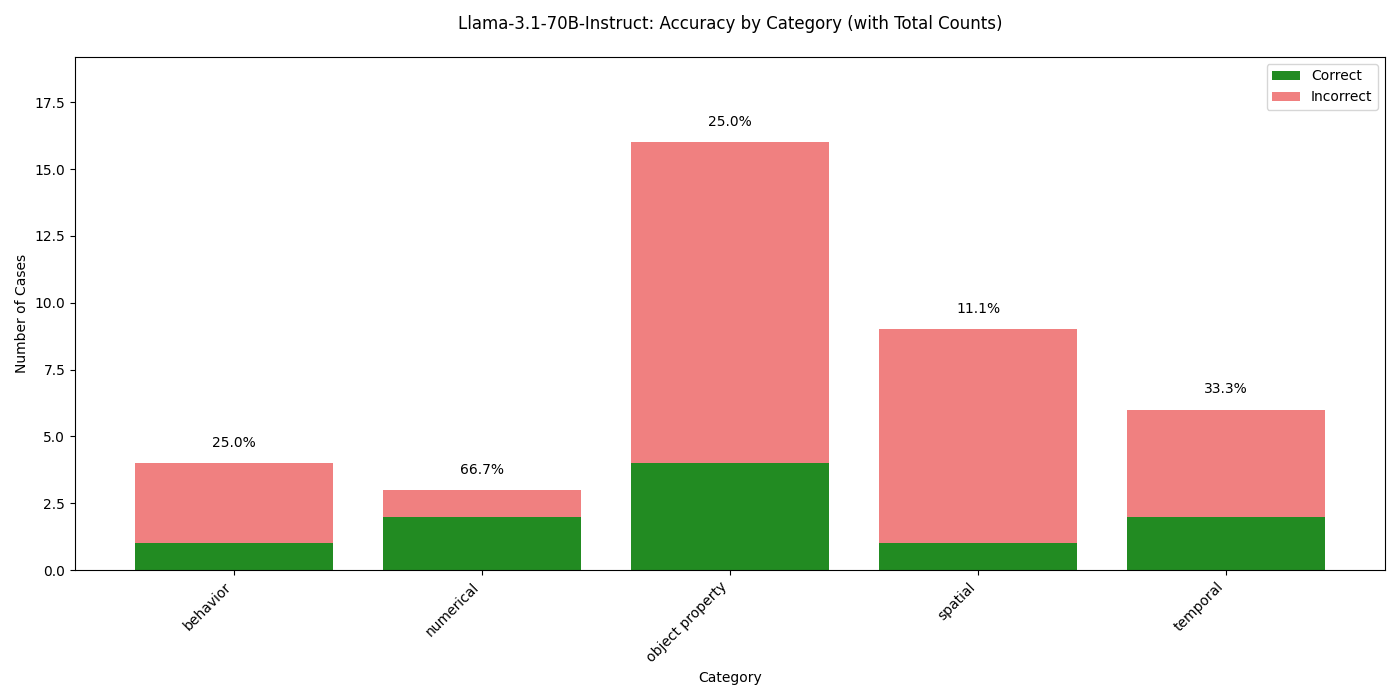 Llama-3.1-70B-Instruct: Accuracy by Category (with Total Counts)
Correct
Incorrect
Number of Cases
17.5
15.0
12.5
10.0
7.5
5.0
2.5
0.0
25.0%
66.7%
25.0%
11.1%
33.3%
behavior
numerical
object property
spatial
temporal
Category